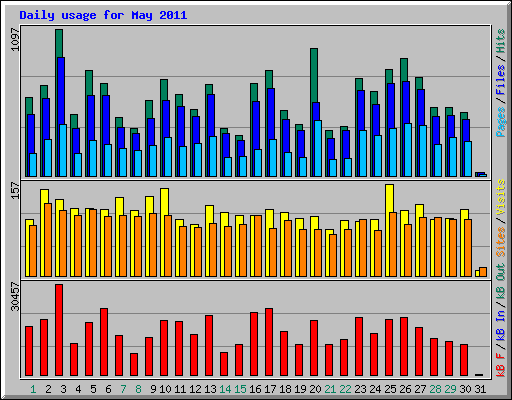 Daily usage for May 2011
1097
157
30457
Pages / Files / Hits
Sites / Visits
kB F / kB In / kB Out
1 2 3 4 5 6 7 8 9 10 11 12 13 14 15 16 17 18 19 20 21 22 23 24 25 26 27 28 29 30 31